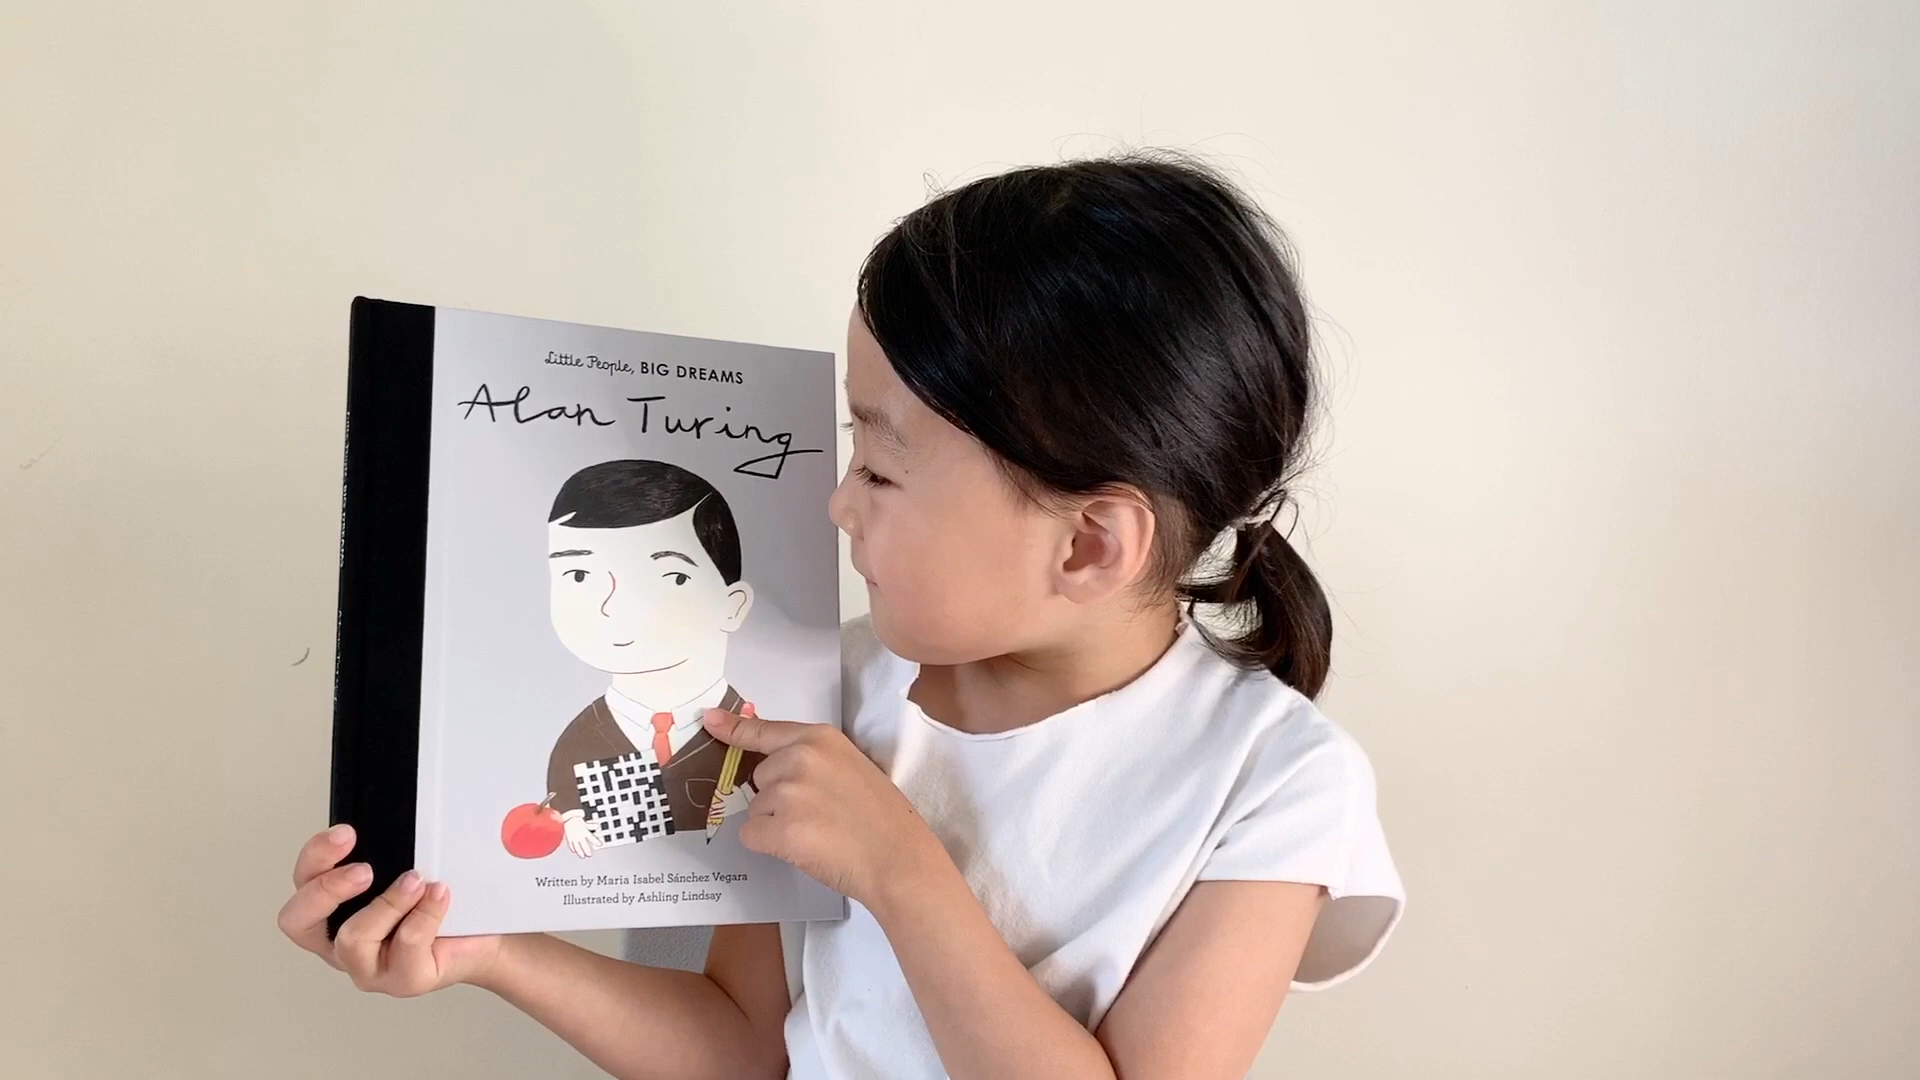 Little People, BIG DREAMS
Alan Turing
Written by Maria Isabel Sánchez Vegara
Illustrated by Ashling Lindsay